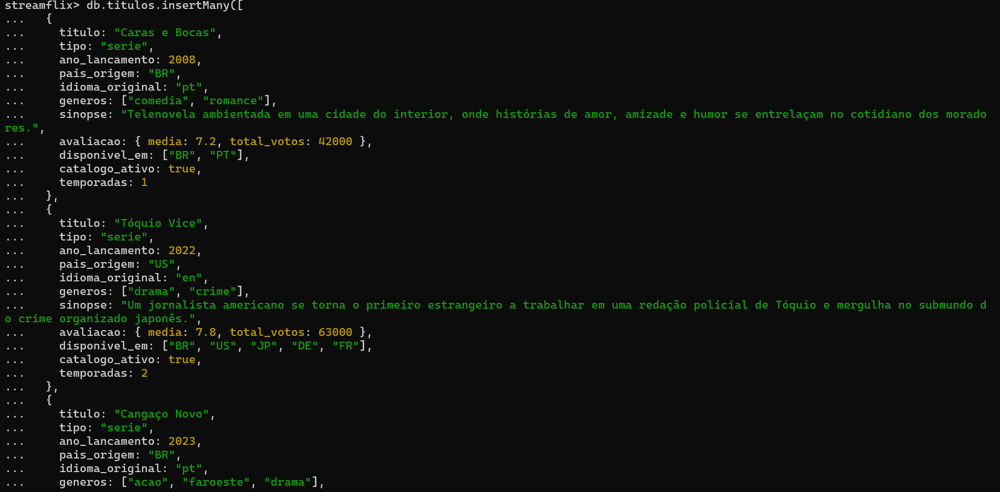 streamflix> db.titulos.insertMany([
...   {
...     titulo: "Caras e Bocas",
...     tipo: "serie",
...     ano_lancamento: 2008,
...     pais_origem: "BR",
...     idioma_original: "pt",
...     generos: ["comedia", "romance"],
...     sinopse: "Telenovela ambientada em uma cidade do interior, onde histórias de amor, amizade e humor se entrelaçam no cotidiano dos morado
res.",
...     avaliacao: { media: 7.2, total_votos: 42000 },
...     disponivel_em: ["BR", "PT"],
...     catalogo_ativo: true,
...     temporadas: 1
...   },
...   {
...     titulo: "Tóquio Vice",
...     tipo: "serie",
...     ano_lancamento: 2022,
...     pais_origem: "US",
...     idioma_original: "en",
...     generos: ["drama", "crime"],
...     sinopse: "Um jornalista americano se torna o primeiro estrangeiro a trabalhar em uma redação policial de Tóquio e mergulha no submundo d
o crime organizado japonês.",
...     avaliacao: { media: 7.8, total_votos: 63000 },
...     disponivel_em: ["BR", "US", "JP", "DE", "FR"],
...     catalogo_ativo: true,
...     temporadas: 2
...   },
...   {
...     titulo: "Cangaço Novo",
...     tipo: "serie",
...     ano_lancamento: 2023,
...     pais_origem: "BR",
...     idioma_original: "pt",
...     generos: ["acao", "faroeste", "drama"],